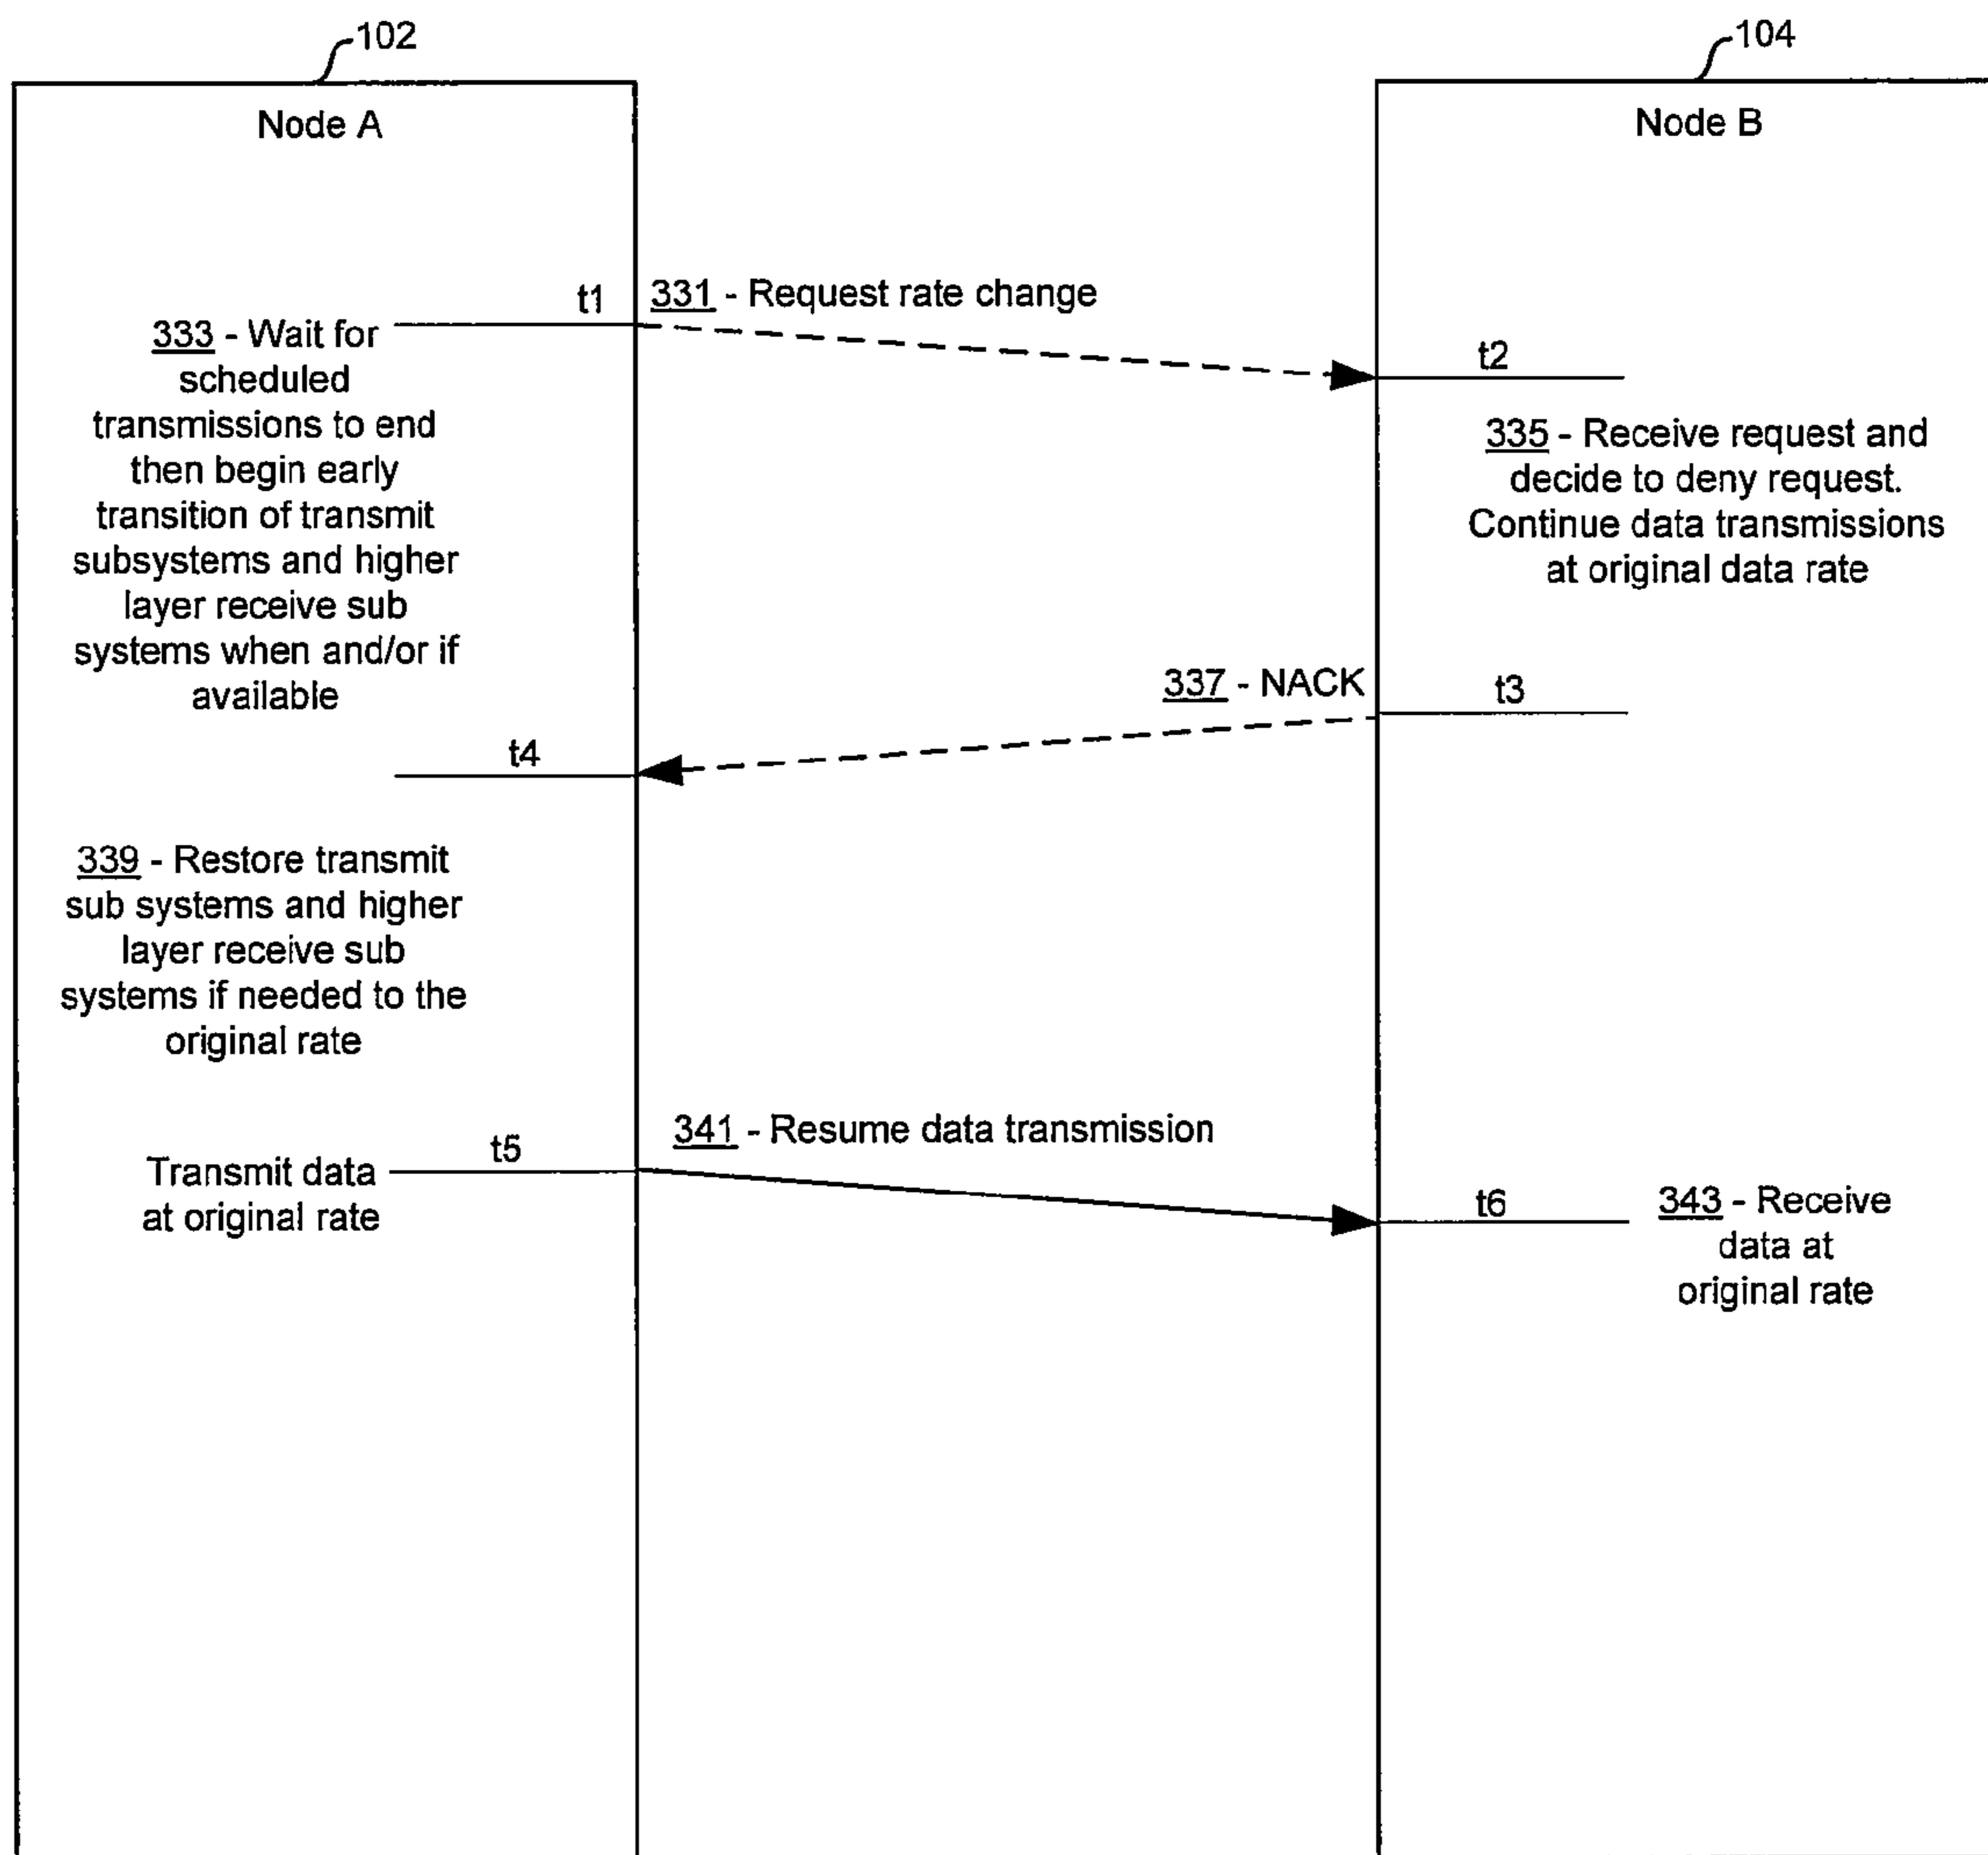 102
104
Node A
Node B
t1
331 - Request rate change
333 - Wait for
scheduled
transmissions to end
then begin early
transition of transmit
subsystems and higher
layer receive sub
systems when and/or if
available
t2
335 - Receive request and
decide to deny request.
Continue data transmissions
at original data rate
337 - NACK
t3
t4
339 - Restore transmit
sub systems and higher
layer receive sub
systems if needed to the
original rate
Transmit data
at original rate
t5
341 - Resume data transmission
t6
343 - Receive
data at
original rate